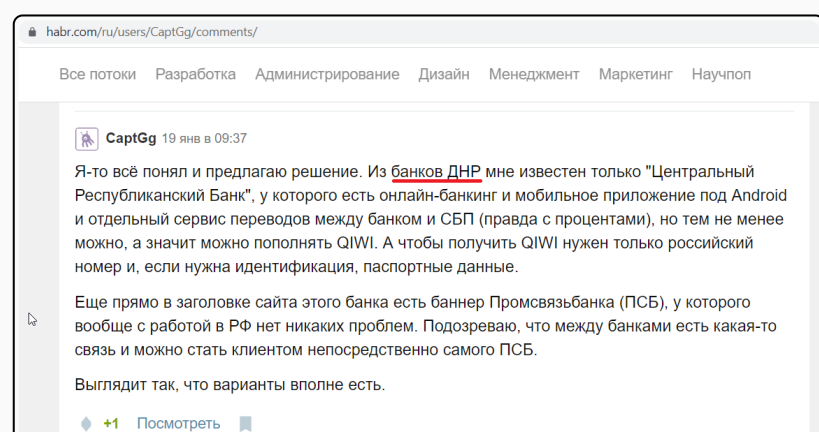 habr.com/ru/users/CaptGg/comments/
Все потоки Разработка Администрирование Дизайн Менеджмент Маркетинг Научпоп
CaptGg 19 янв в 09:37
Я-то всё понял и предлагаю решение. Из банков ДНР мне известен только "Центральный
Республиканский Банк", у которого есть онлайн-банкинг и мобильное приложение под Android
и отдельный сервис переводов между банком и СБП (правда с процентами), но тем не менее
можно, а значит можно пополнять QIWI. А чтобы получить QIWI нужен только российский
номер и, если нужна идентификация, паспортные данные.
Еще прямо в заголовке сайта этого банка есть баннер Промсвязьбанка (ПСБ), у которого
вообще с работой в РФ нет никаких проблем. Подозреваю, что между банками есть какая-то
связь и можно стать клиентом непосредственно самого ПСБ.
Выглядит так, что варианты вполне есть.
+1 Посмотреть